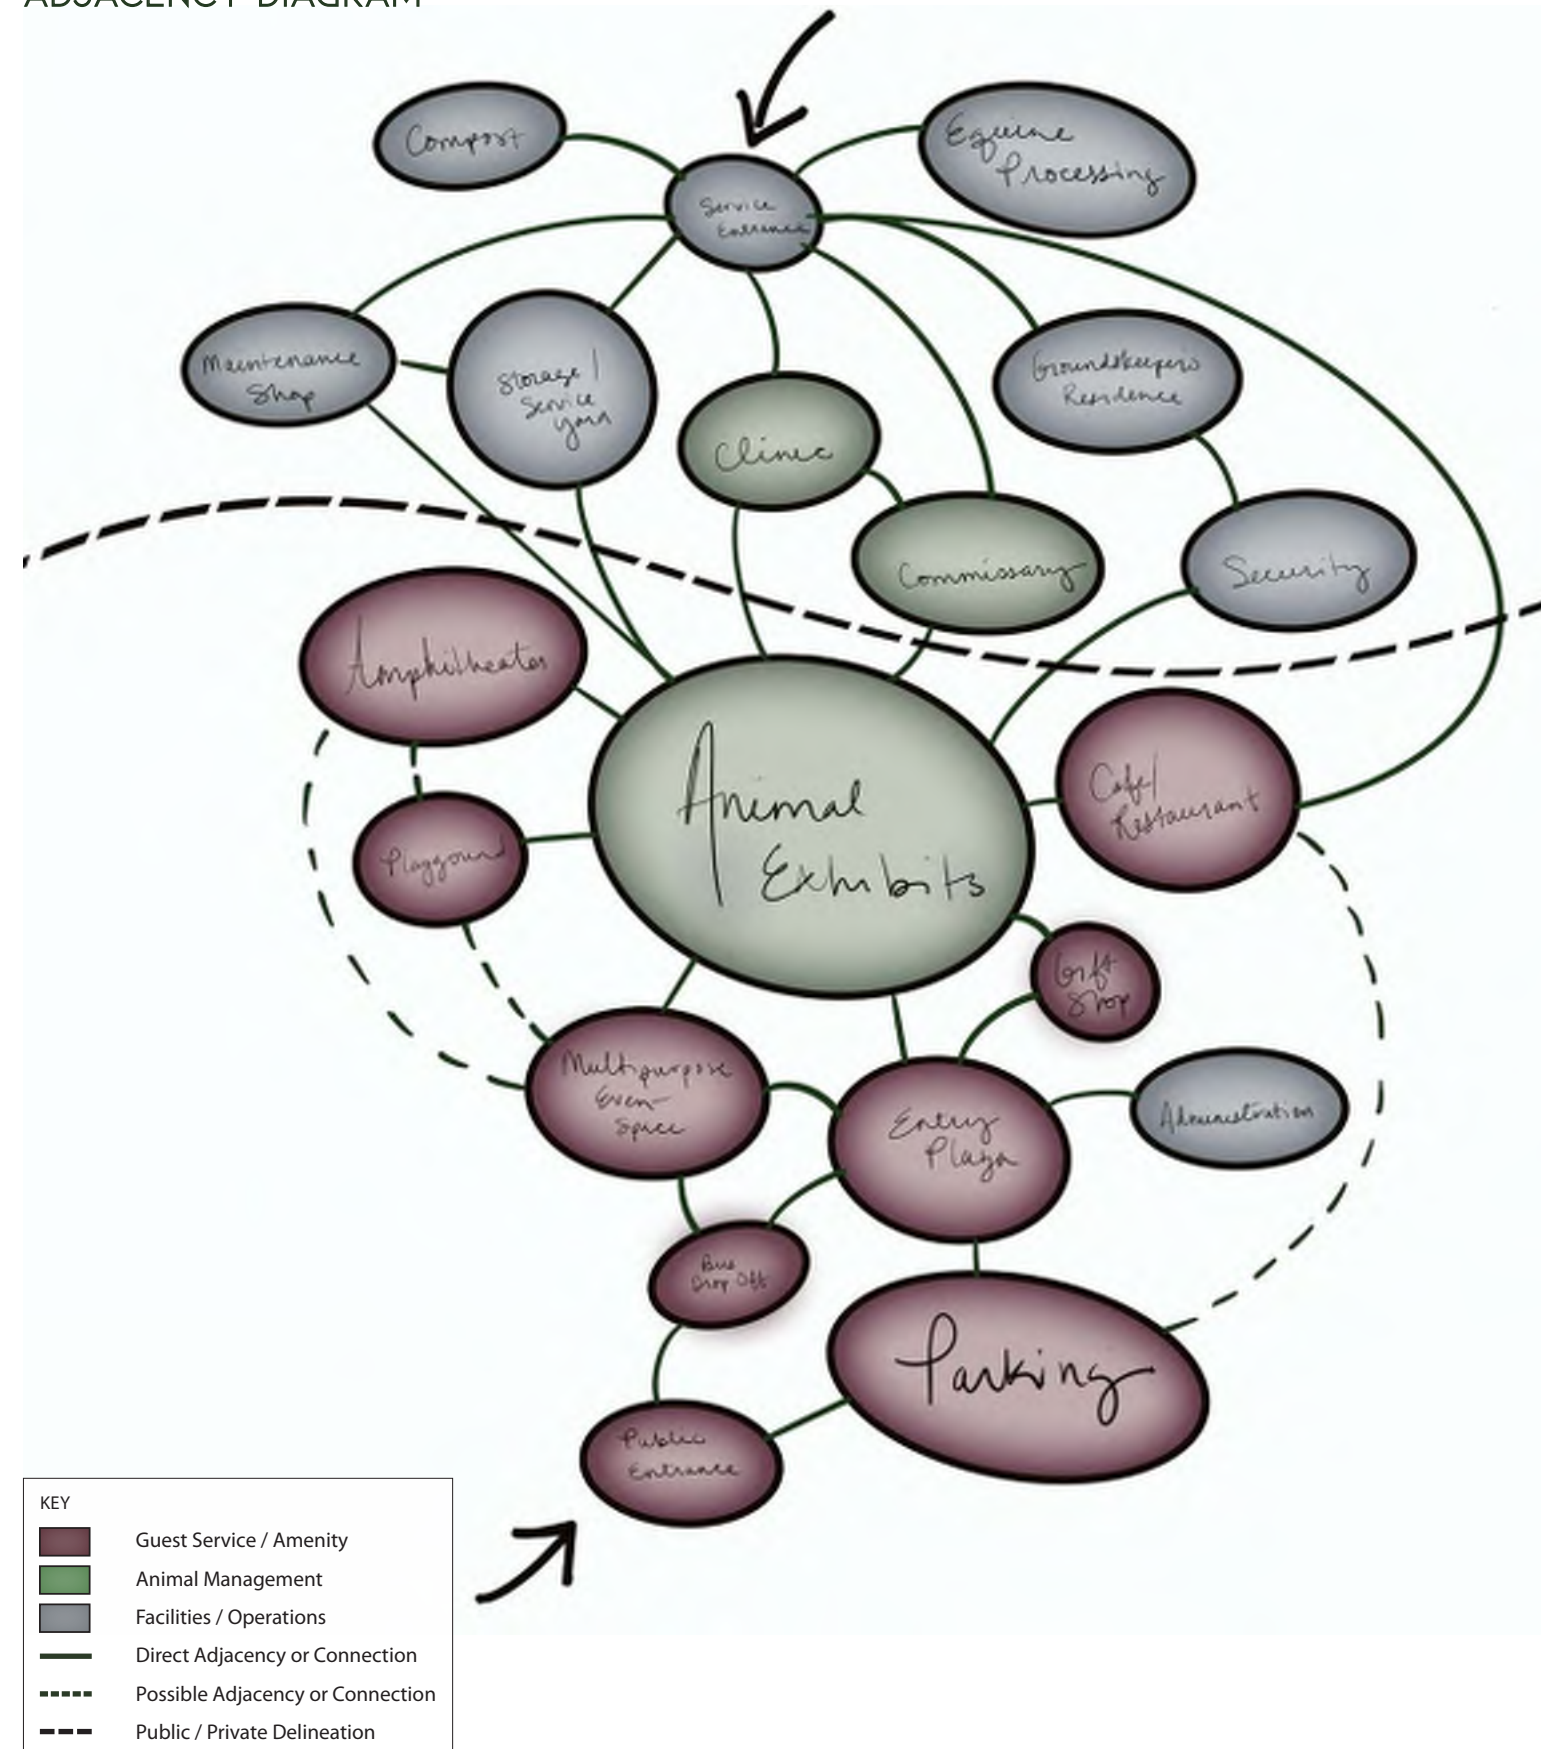 ADJACENCY DIAGRAM
Compost
Equine
Processing
Service
Entrance
Maintenance
Shop
Storage /
Service
Yard
Clinic
Groundskeeper's
Residence
Commissary
Security
Amphitheater
Animal
Exhibits
Cafe/
Restaurant
Playground
Gift
Shop
Multipurpose
Even-
Space
Entry
Plaza
Administration
Bus
Drop Off
Parking
Public
Entrance
KEY
Guest Service / Amenity
Animal Management
Facilities / Operations
Direct Adjacency or Connection
Possible Adjacency or Connection
Public / Private Delineation